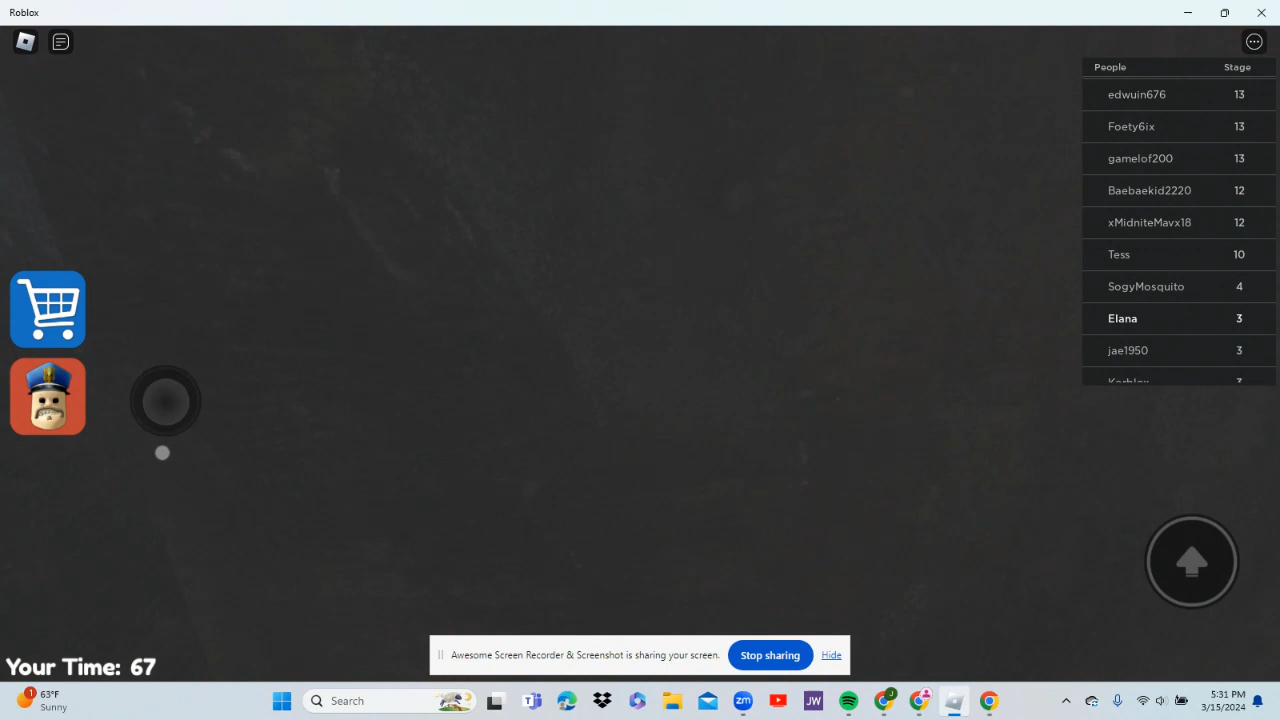 Roblox
People Stage
edwuin676 13
Foety6ix 13
gamelof200 13
Baebaekid2220 12
xMidniteMavx18 12
Tess 10
SogyMosquito 4
Elana 3
jae1950 3
Your Time: 67
Awesome Screen Recorder & Screenshot is sharing your screen. Stop sharing Hide
1
63°F
Sunny
Search
JW
J
5:31 PM
3/15/2024